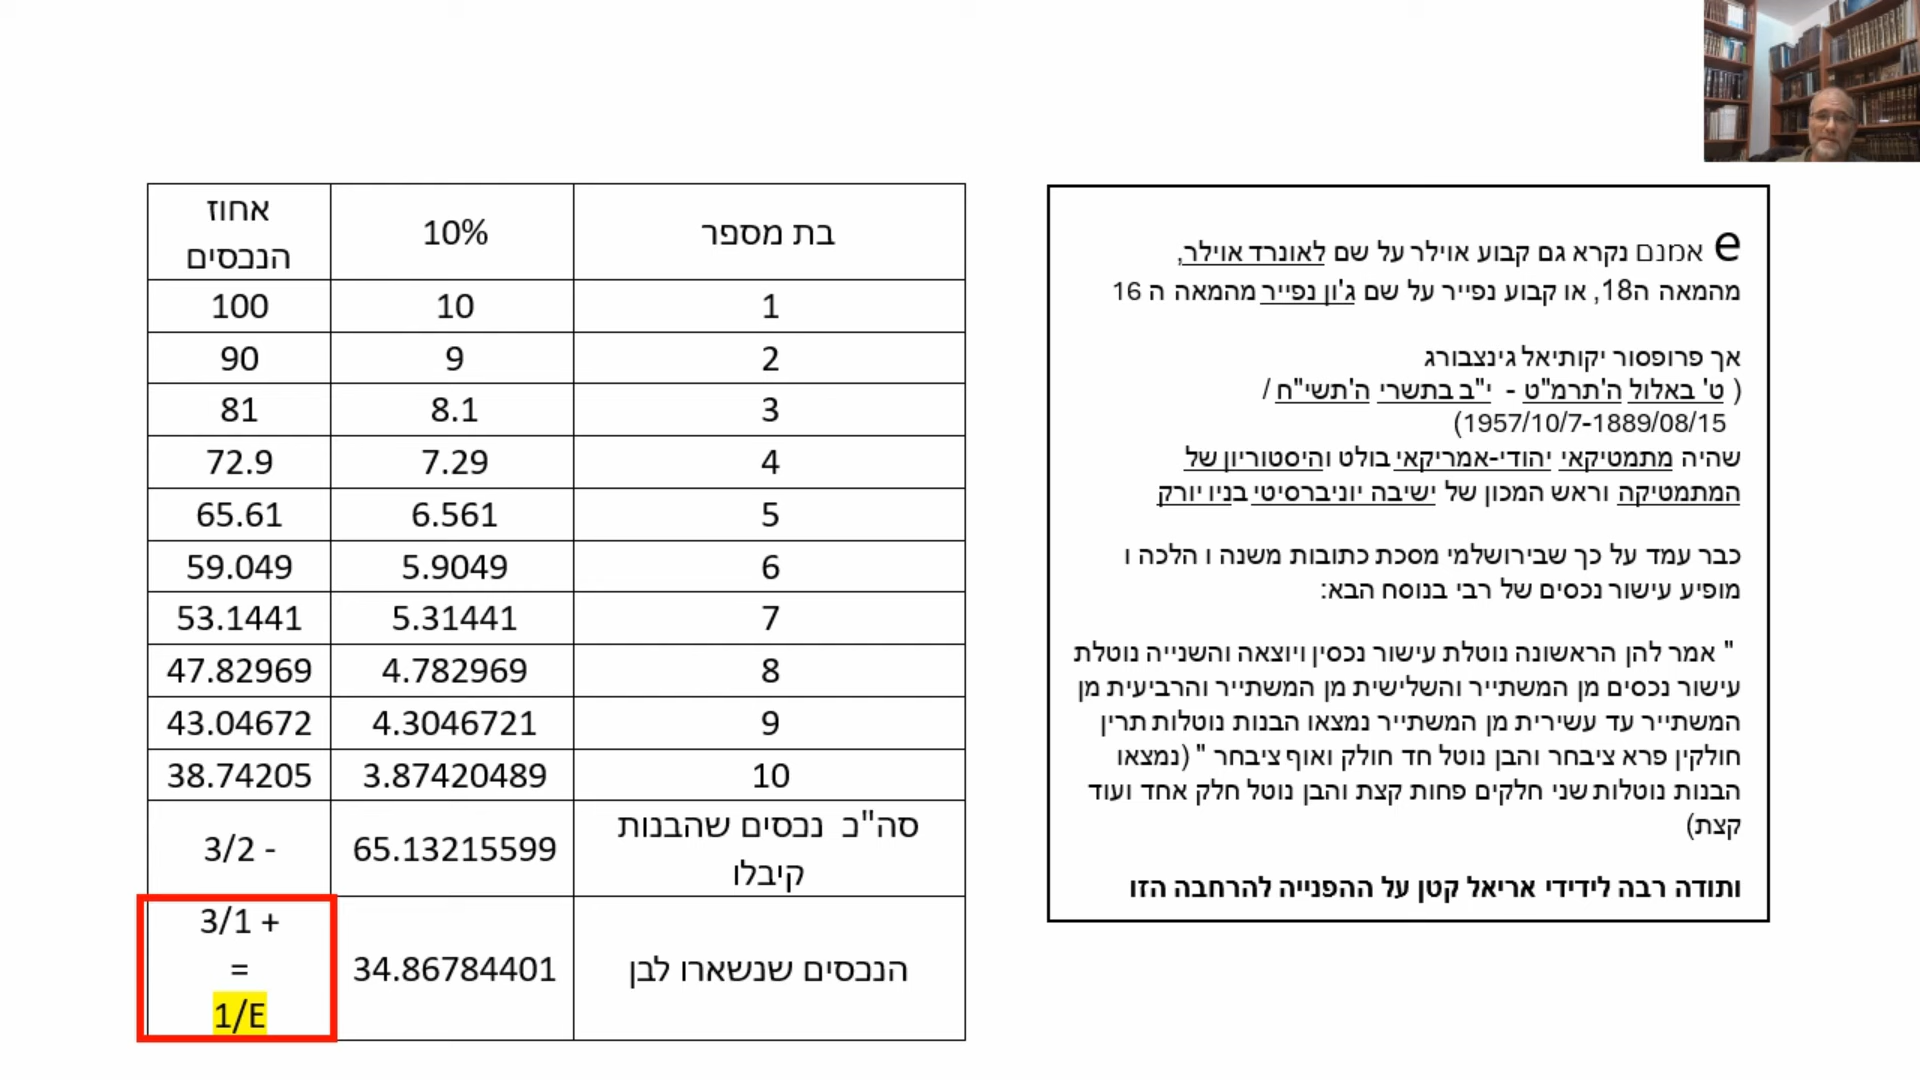 בת מספר 10% אחוז הנכסים
1 10 100
2 9 90
3 8.1 81
4 7.29 72.9
5 6.561 65.61
6 5.9049 59.049
7 5.31441 53.1441
8 4.782969 47.82969
9 4.3046721 43.04672
10 3.87420489 38.74205
סה"כ נכסים שהבנות קיבלו 65.13215599 3/2 -
הנכסים שנשארו לבן 34.86784401 3/1 +
=
1/E
e אמנם נקרא גם קבוע אוילר על שם לאונרד אוילר,
מהמאה ה18, או קבוע נפייר על שם ג'ון נפייר מהמאה ה 16
אך פרופסור יקותיאל גינצבורג
( ט' באלול ה'תרמ"ט - י"ב בתשרי ה'תשי"ח /
1957/10/7-1889/08/15)
שהיה מתמטיקאי יהודי-אמריקאי בולט והיסטוריון של
המתמטיקה וראש המכון של ישיבה יוניברסיטי בניו יורק
כבר עמד על כך שבירושלמי מסכת כתובות משנה ו הלכה ו
מופיע עישור נכסים של רבי בנוסח הבא:
" אמר להן הראשונה נוטלת עישור נכסין ויוצאה והשנייה נוטלת
עישור נכסים מן המשתייר והשלישית מן המשתייר והרביעית מן
המשתייר עד עשירית מן המשתייר נמצאו הבנות נוטלות תרין
חולקין פרא ציבחר והבן נוטל חד חולק ואוף ציבחר " (נמצאו
הבנות נוטלות שני חלקים פחות קצת והבן נוטל חלק אחד ועוד
קצת)
ותודה רבה לידידי אריאל קטן על ההפנייה להרחבה הזו